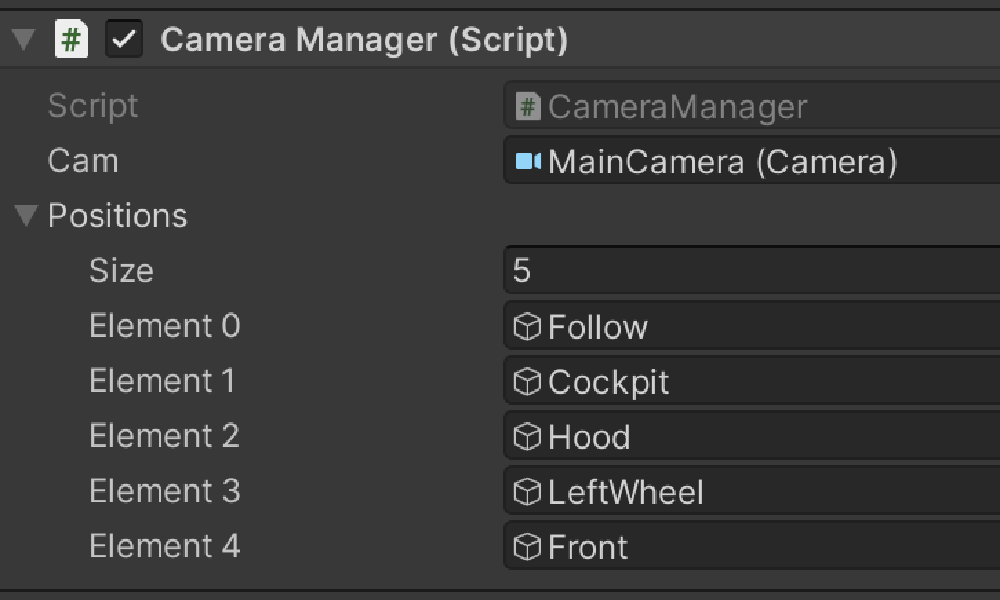 Camera Manager (Script)
Script # CameraManager
Cam MainCamera (Camera)
Positions
Size 5
Element 0 Follow
Element 1 Cockpit
Element 2 Hood
Element 3 LeftWheel
Element 4 Front